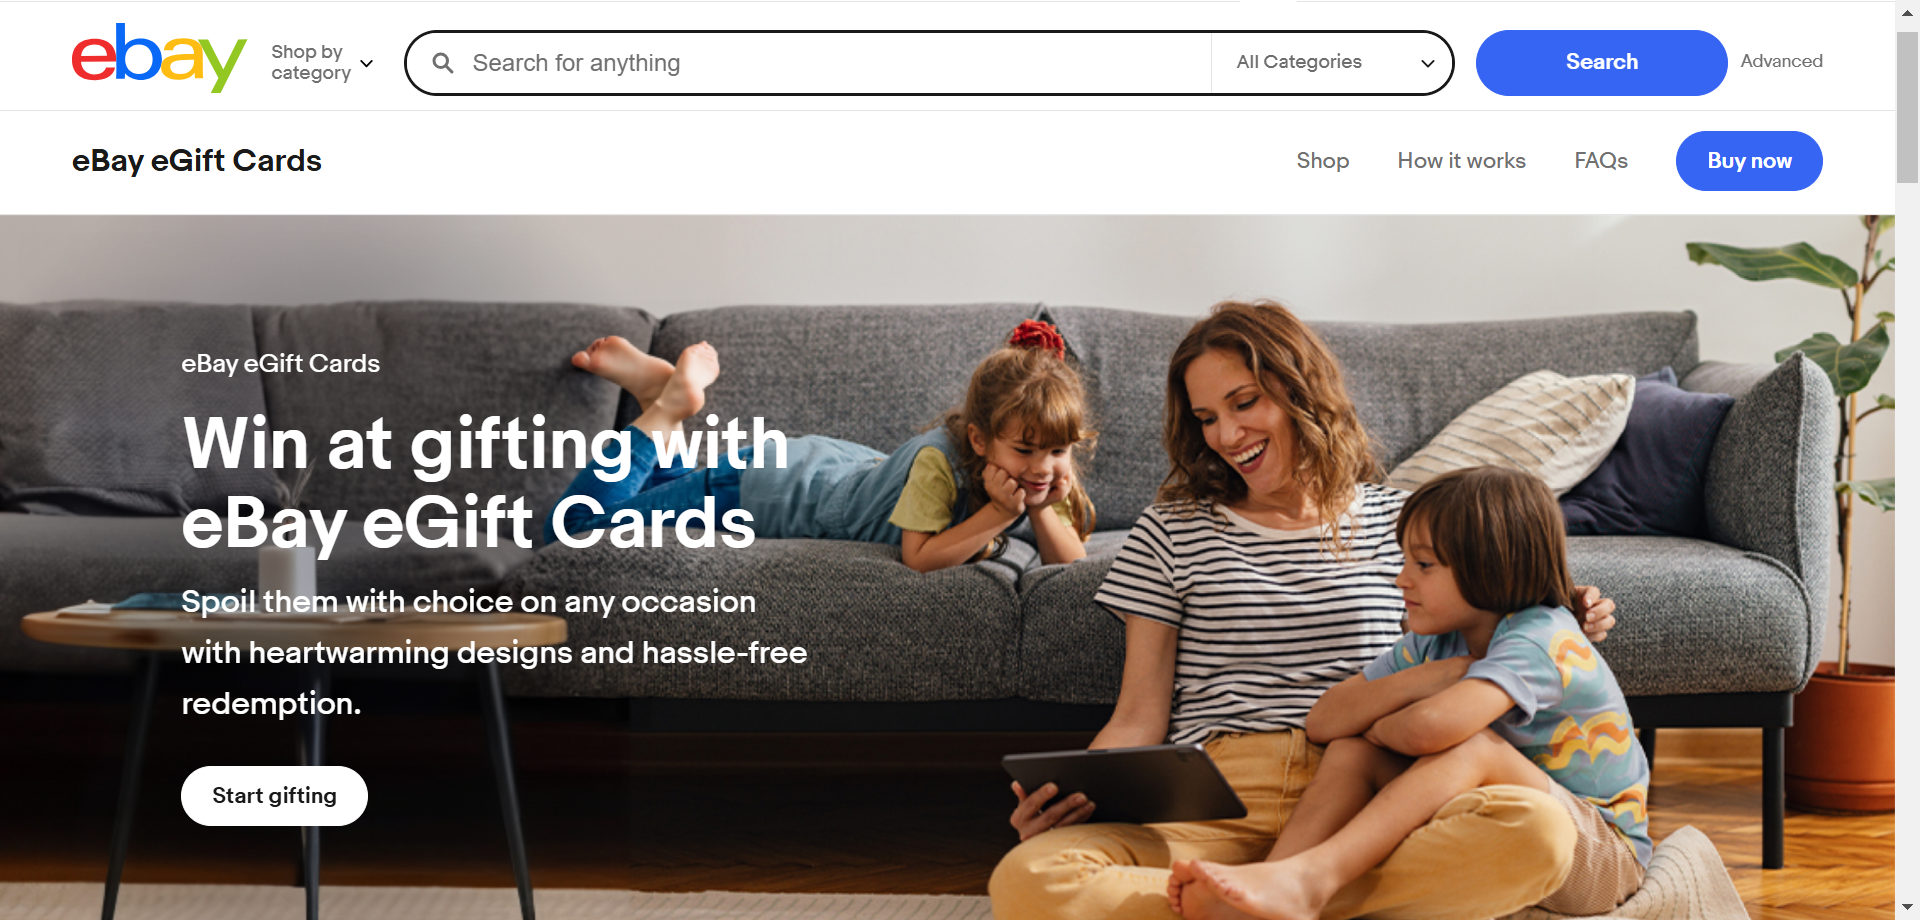 ebay
Shop by
category
Search for anything
All Categories
Search
Advanced
eBay eGift Cards
Shop
How it works
FAQs
Buy now
eBay eGift Cards
Win at gifting with
eBay eGift Cards
Spoil them with choice on any occasion
with heartwarming designs and hassle-free
redemption.
Start gifting